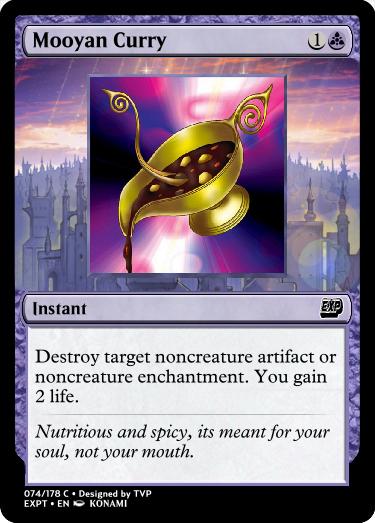 Mooyan Curry 1
Instant EXP
Destroy target noncreature artifact or
noncreature enchantment. You gain
2 life.
Nutritious and spicy, its meant for your
soul, not your mouth.
074/178 C • Designed by TVP
EXPT • EN KONAMI